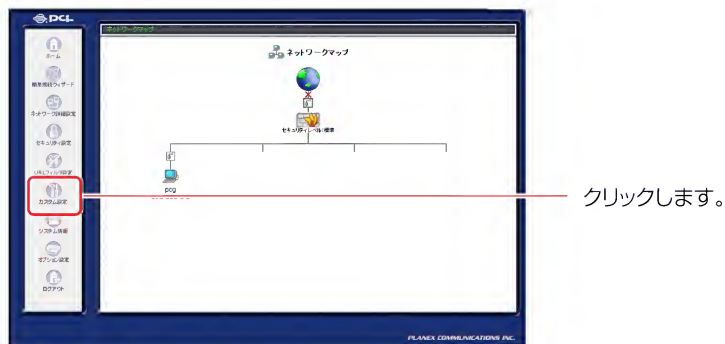 PCI
ネットワークマップ
ネットワークマップ
ホーム
簡易接続ウィザード
ネットワーク詳細設定
セキュリティ設定
URLフィルタ設定
カスタム設定
システム情報
オプション設定
ログアウト
セキュリティレベル:標準
pcg
クリックします。
PLANEX COMMUNICATIONS INC.